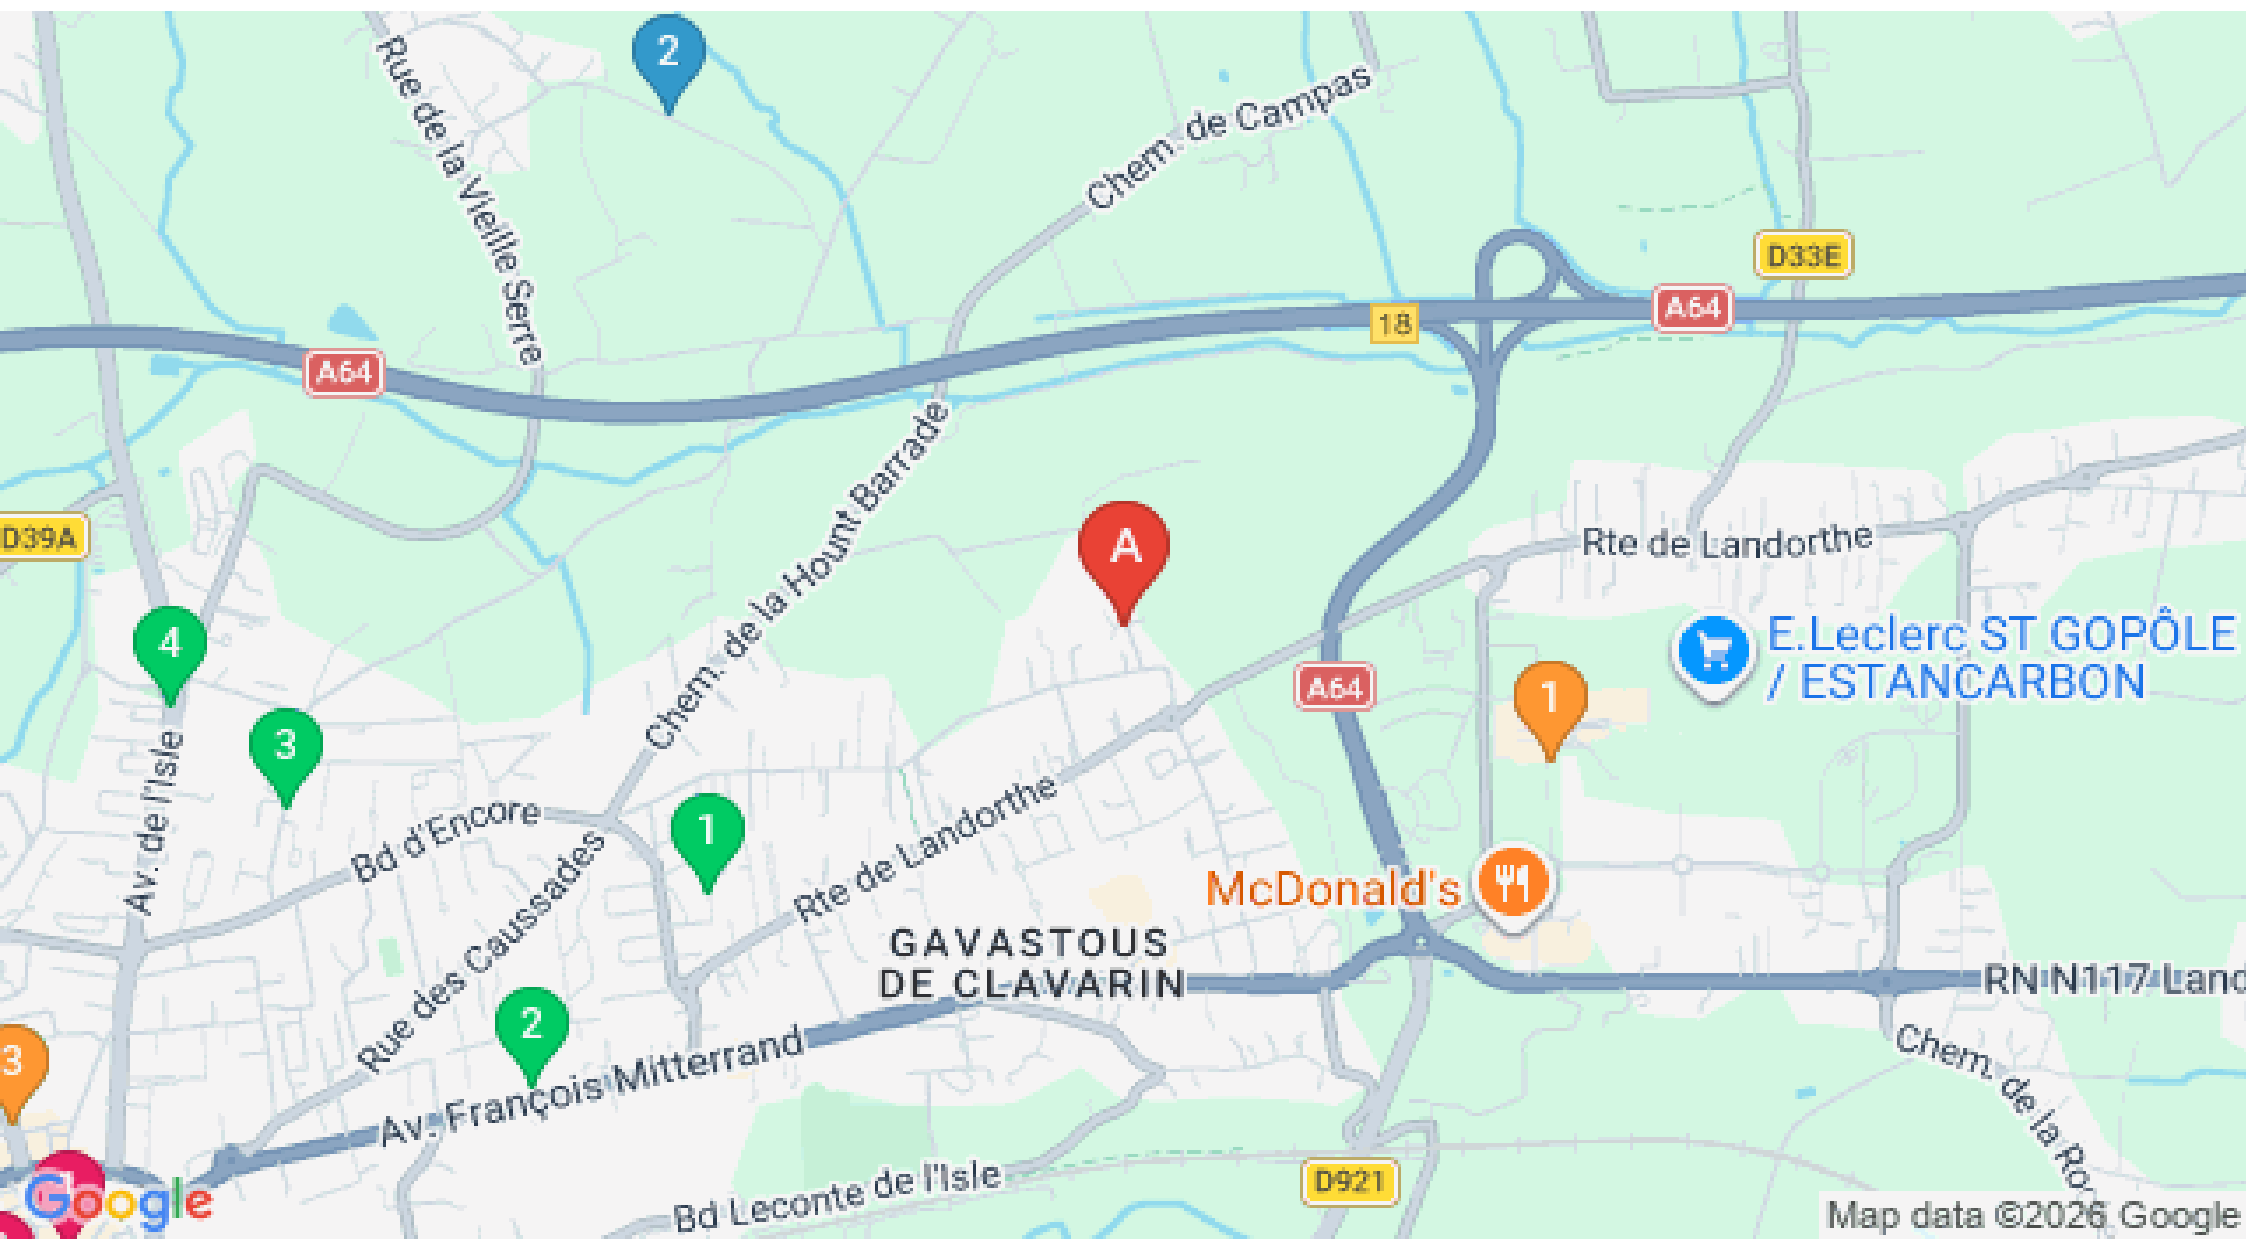 2
Rue de la Vieille Serre
Chem. de Campas
D33E
A64
18
A64
Chem. de la Hount Barrade
D39A
A
Rte de Landorthe
4
E.Leclerc ST GOPÔLE
/ ESTANCARBON
A64
1
3
Av. de l'Isle
Bd d'Encore
1
Rte de Landorthe
McDonald's
Rue des Caussades
GAVASTOUS
DE CLAVARIN
RN N117 Land
2
3
Av. François Mitterrand
Chem. de la Ro
Bd Leconte de l'Isle
D921
Google
Map data ©2026 Google